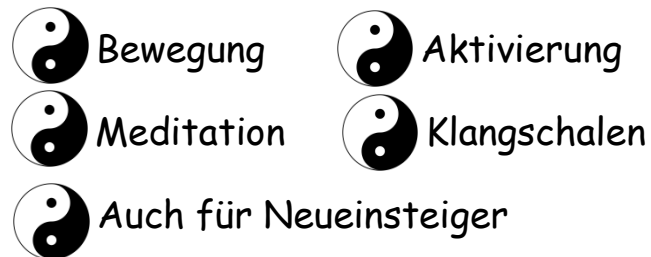 Bewegung Aktivierung
Meditation Klangschalen
Auch für Neueinsteiger